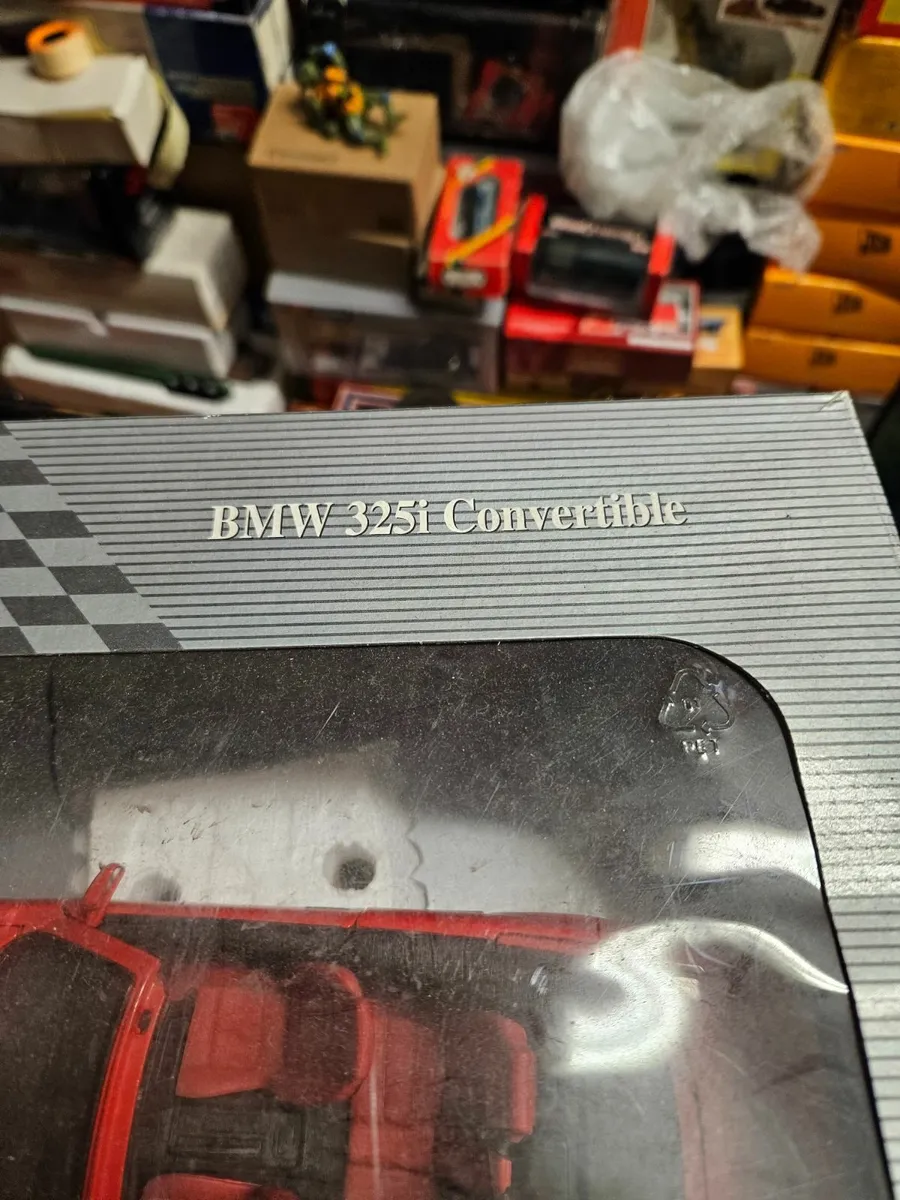 BMW 325i Convertible
PET